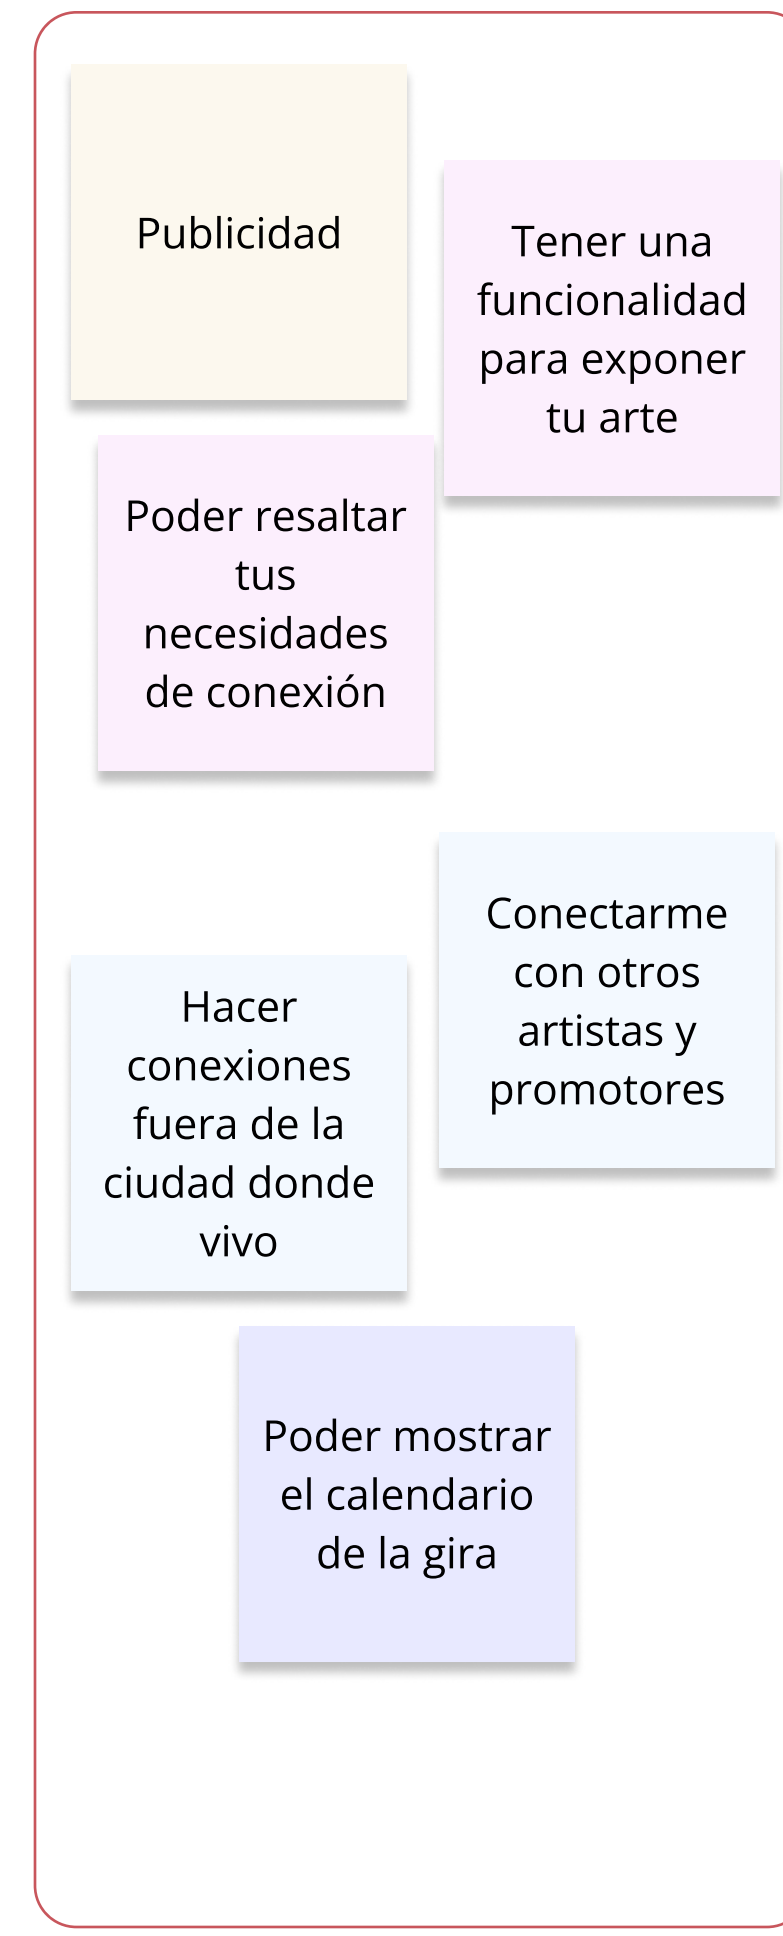 Publicidad
Tener una
funcionalidad
para exponer
tu arte
Poder resaltar
tus
necesidades
de conexión
Conectarme
con otros
artistas y
promotores
Hacer
conexiones
fuera de la
ciudad donde
vivo
Poder mostrar
el calendario
de la gira